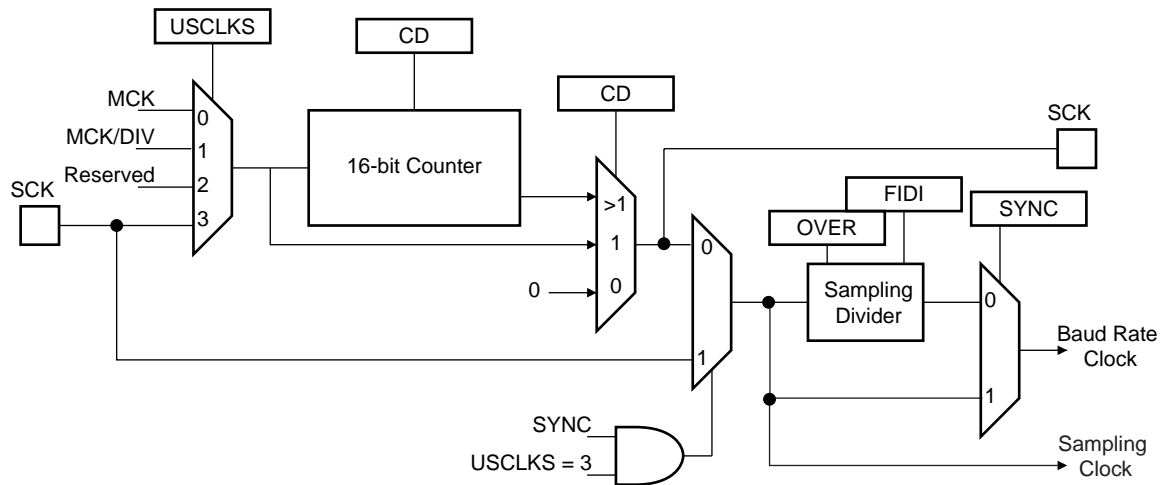 USCLKS
CD
CD
SCK
MCK
0
MCK/DIV
1
16-bit Counter
Reserved
2
SCK
3
>1
FIDI
SYNC
OVER
1
0
0
0
Sampling
Divider
0
Baud Rate
Clock
1
1
SYNC
USCLKS = 3
Sampling
Clock